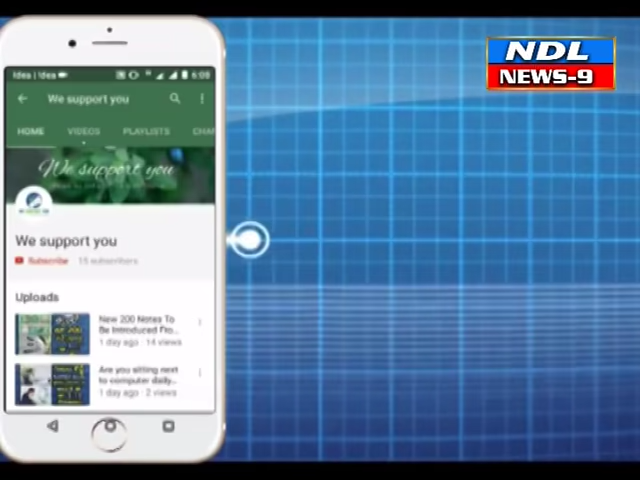 NDL
NEWS-9
Idea | Idea
6:08
We support you
HOME VIDEOS PLAYLISTS CHAN
We support you
We support you
Subscribe 15 subscribers
Uploads
New 200 Notes To
Be Introduced Fro...
1 day ago · 14 views
Are you sitting next
to computer daily...
1 day ago · 2 views